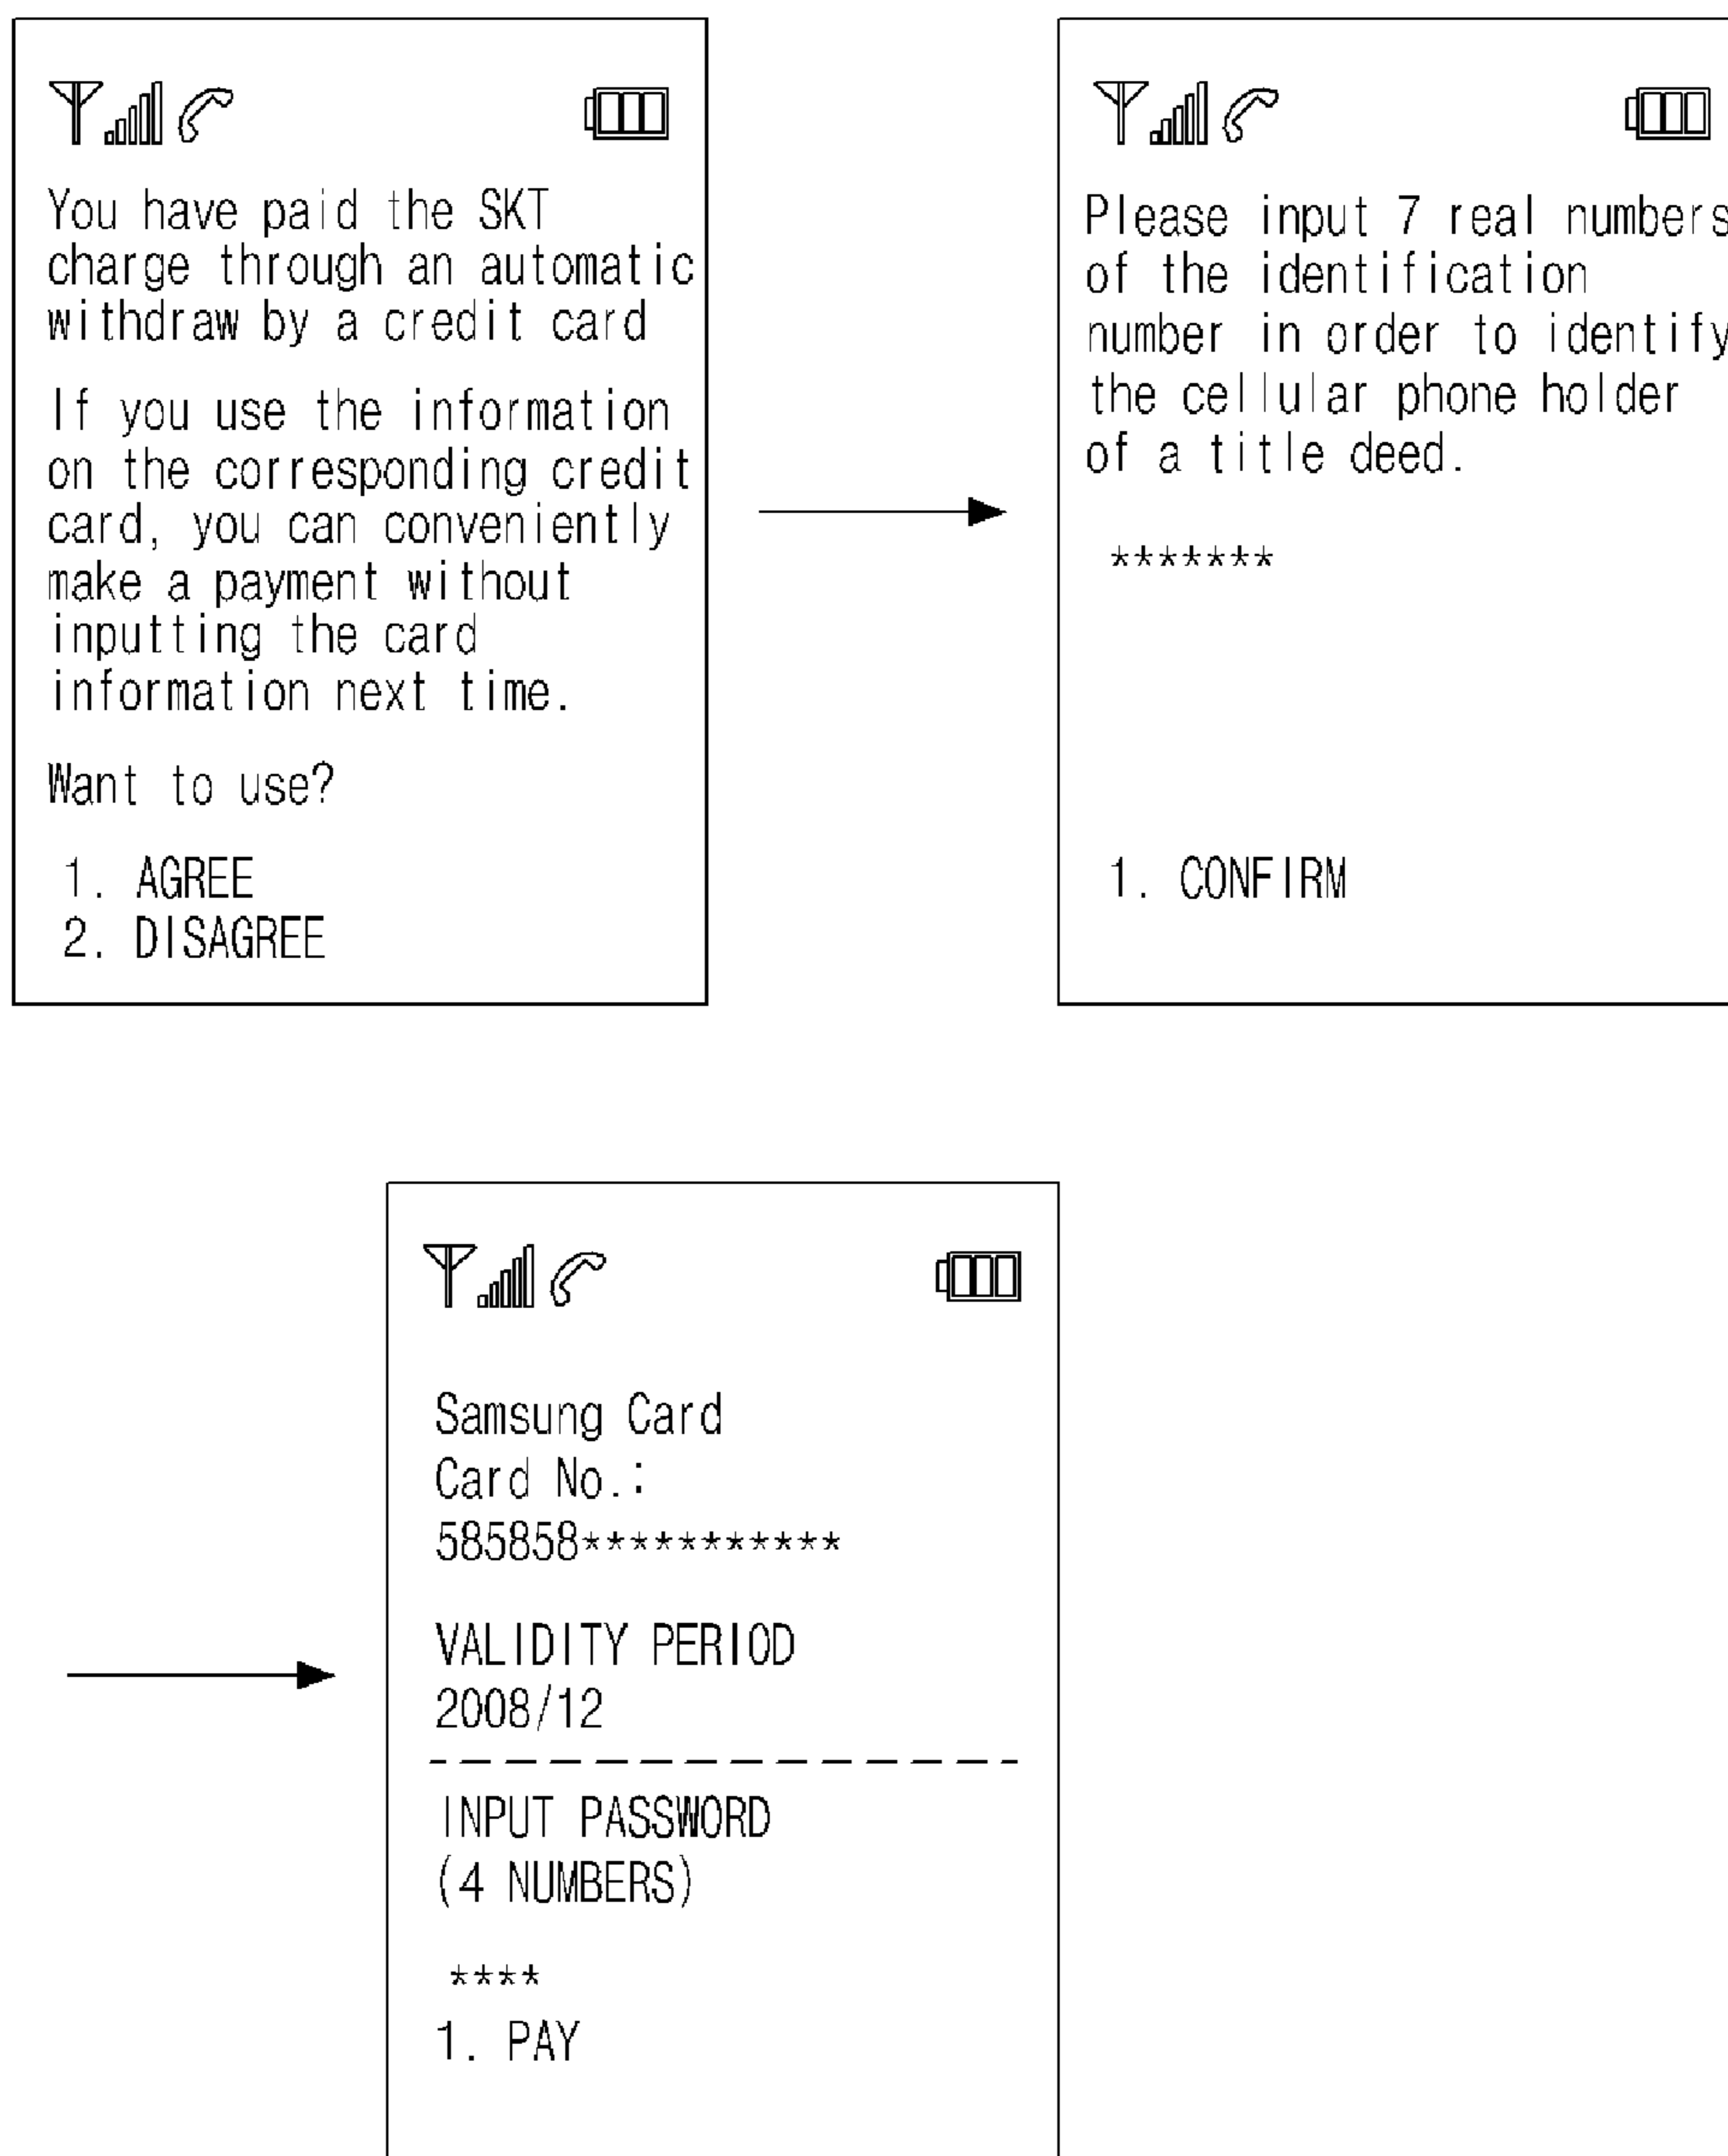 You have paid the SKT
charge through an automatic
withdraw by a credit card
If you use the information
on the corresponding credit
card, you can conveniently
make a payment without
inputting the card
information next time.
Want to use?
1. AGREE
2. DISAGREE
Please input 7 real numbers
of the identification
number in order to identify
the cellular phone holder
of a title deed.
*******
1. CONFIRM
Samsung Card
Card No.:
585858***********
VALIDITY PERIOD
2008/12
INPUT PASSWORD
(4 NUMBERS)
****
1. PAY